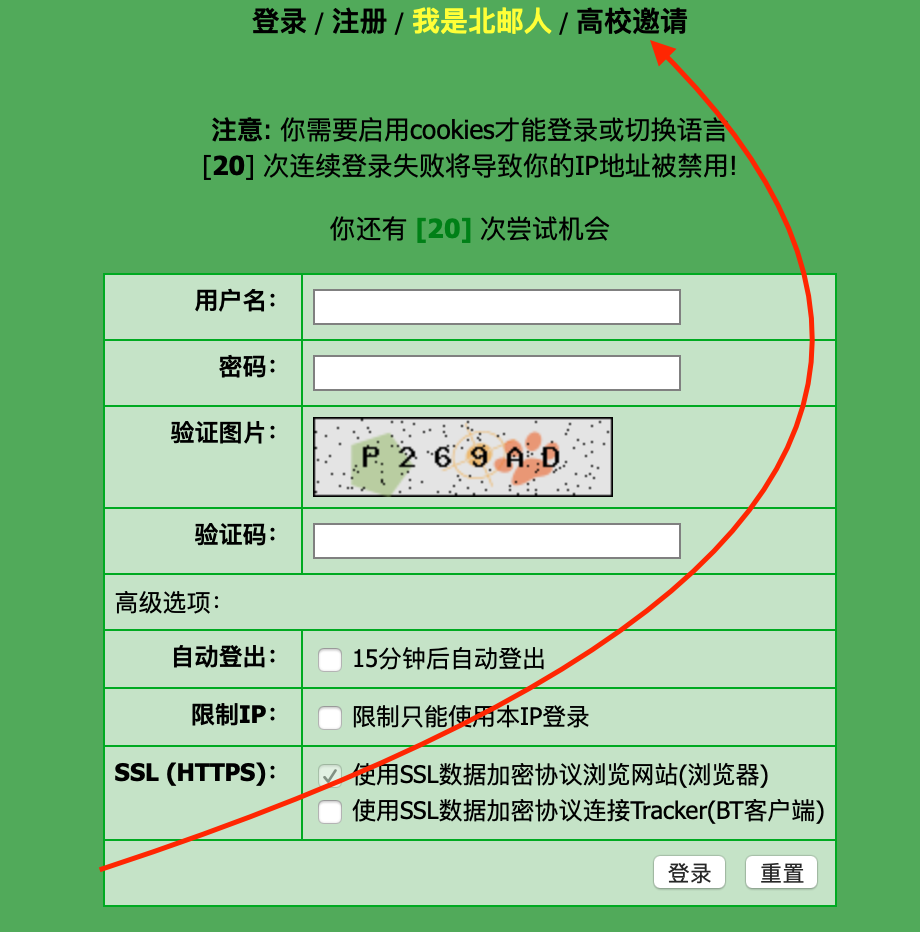 登录 / 注册 / 我是北邮人 / 高校邀请
注意: 你需要启用cookies才能登录或切换语言
[20] 次连续登录失败将导致你的IP地址被禁用!
你还有 [20] 次尝试机会
用户名：
密码：
验证图片：
P269AD
验证码：
高级选项：
自动登出：
15分钟后自动登出
限制IP：
限制只能使用本IP登录
SSL (HTTPS)：
使用SSL数据加密协议浏览网站(浏览器)
使用SSL数据加密协议连接Tracker(BT客户端)
登录 重置